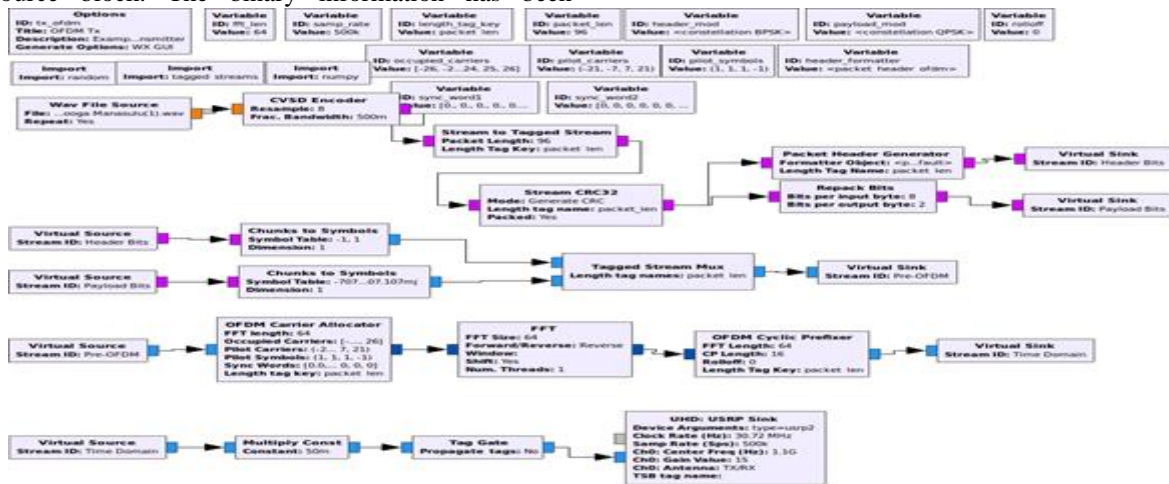 source clock. The binary information has been
Options
ID: tx_ofdm
Title: OFDM Tx
Description: Examp...nsmitter
Generate Options: WX GUI
Variable
ID: fft_len
Value: 64
Variable
ID: samp_rate
Value: 500k
Variable
ID: length_tag_key
Value: packet_len
Variable
ID: packet_len
Value: 96
Variable
ID: header_mod
Value: <constellation BPSK>
Variable
ID: payload_mod
Value: <constellation QPSK>
Variable
ID: rolloff
Value: 0
Import
Import: random
Import
Import: tagged_streams
Import
Import: numpy
Variable
ID: occupied_carriers
Value: [-26, -2...24, 25, 26]
Variable
ID: pilot_carriers
Value: (-21, -7, 7, 21)
Variable
ID: pilot_symbols
Value: (1, 1, 1, -1)
Variable
ID: header_formatter
Value: <packet_header_ofdm>
Variable
ID: sync_word1
Value: [0., 0., 0., 0., 0....
Variable
ID: sync_word2
Value: [0, 0, 0, 0, 0, 0, ...
Wav File Source
File: ...ooga Manasulu(1).wav
Repeat: Yes
CVSD Encoder
Resample: 8
Frac. Bandwidth: 500m
Stream to Tagged Stream
Packet Length: 96
Length Tag Key: packet_len
Stream CRC32
Mode: Generate CRC
Length tag name: packet_len
Packed: Yes
Packet Header Generator
Formatter Object: <p...fault>
Length Tag Name: packet_len
Virtual Sink
Stream ID: Header Bits
Repack Bits
Bits per input byte: 8
Bits per output byte: 2
Virtual Sink
Stream ID: Payload Bits
Virtual Source
Stream ID: Header Bits
Chunks to Symbols
Symbol Table: -1, 1
Dimension: 1
Virtual Source
Stream ID: Payload Bits
Chunks to Symbols
Symbol Table: -707...07.107mj
Dimension: 1
Tagged Stream Mux
Length tag names: packet_len
Virtual Sink
Stream ID: Pre-OFDM
Virtual Source
Stream ID: Pre-OFDM
OFDM Carrier Allocator
FFT length: 64
Occupied Carriers: [-... 26]
Pilot Carriers: (-2... 7, 21)
Pilot Symbols: (1, 1, 1, -1)
Sync Words: [0.0,... 0, 0, 0]
Length tag key: packet_len
FFT
FFT Size: 64
Forward/Reverse: Reverse
Window:
Shift: Yes
Num. Threads: 1
OFDM Cyclic Prefixer
FFT Length: 64
CP Length: 16
Rolloff: 0
Length Tag Key: packet_len
Virtual Sink
Stream ID: Time Domain
Virtual Source
Stream ID: Time Domain
Multiply Const
Constant: 50m
Tag Gate
Propagate tags: No
UHD: USRP Sink
Device Arguments: type=usrp2
Clock Rate (Hz): 30.72 MHz
Samp Rate (Sps): 500k
Ch0: Center Freq (Hz): 1.1G
Ch0: Gain Value: 15
Ch0: Antenna: TX/RX
TSB tag name: